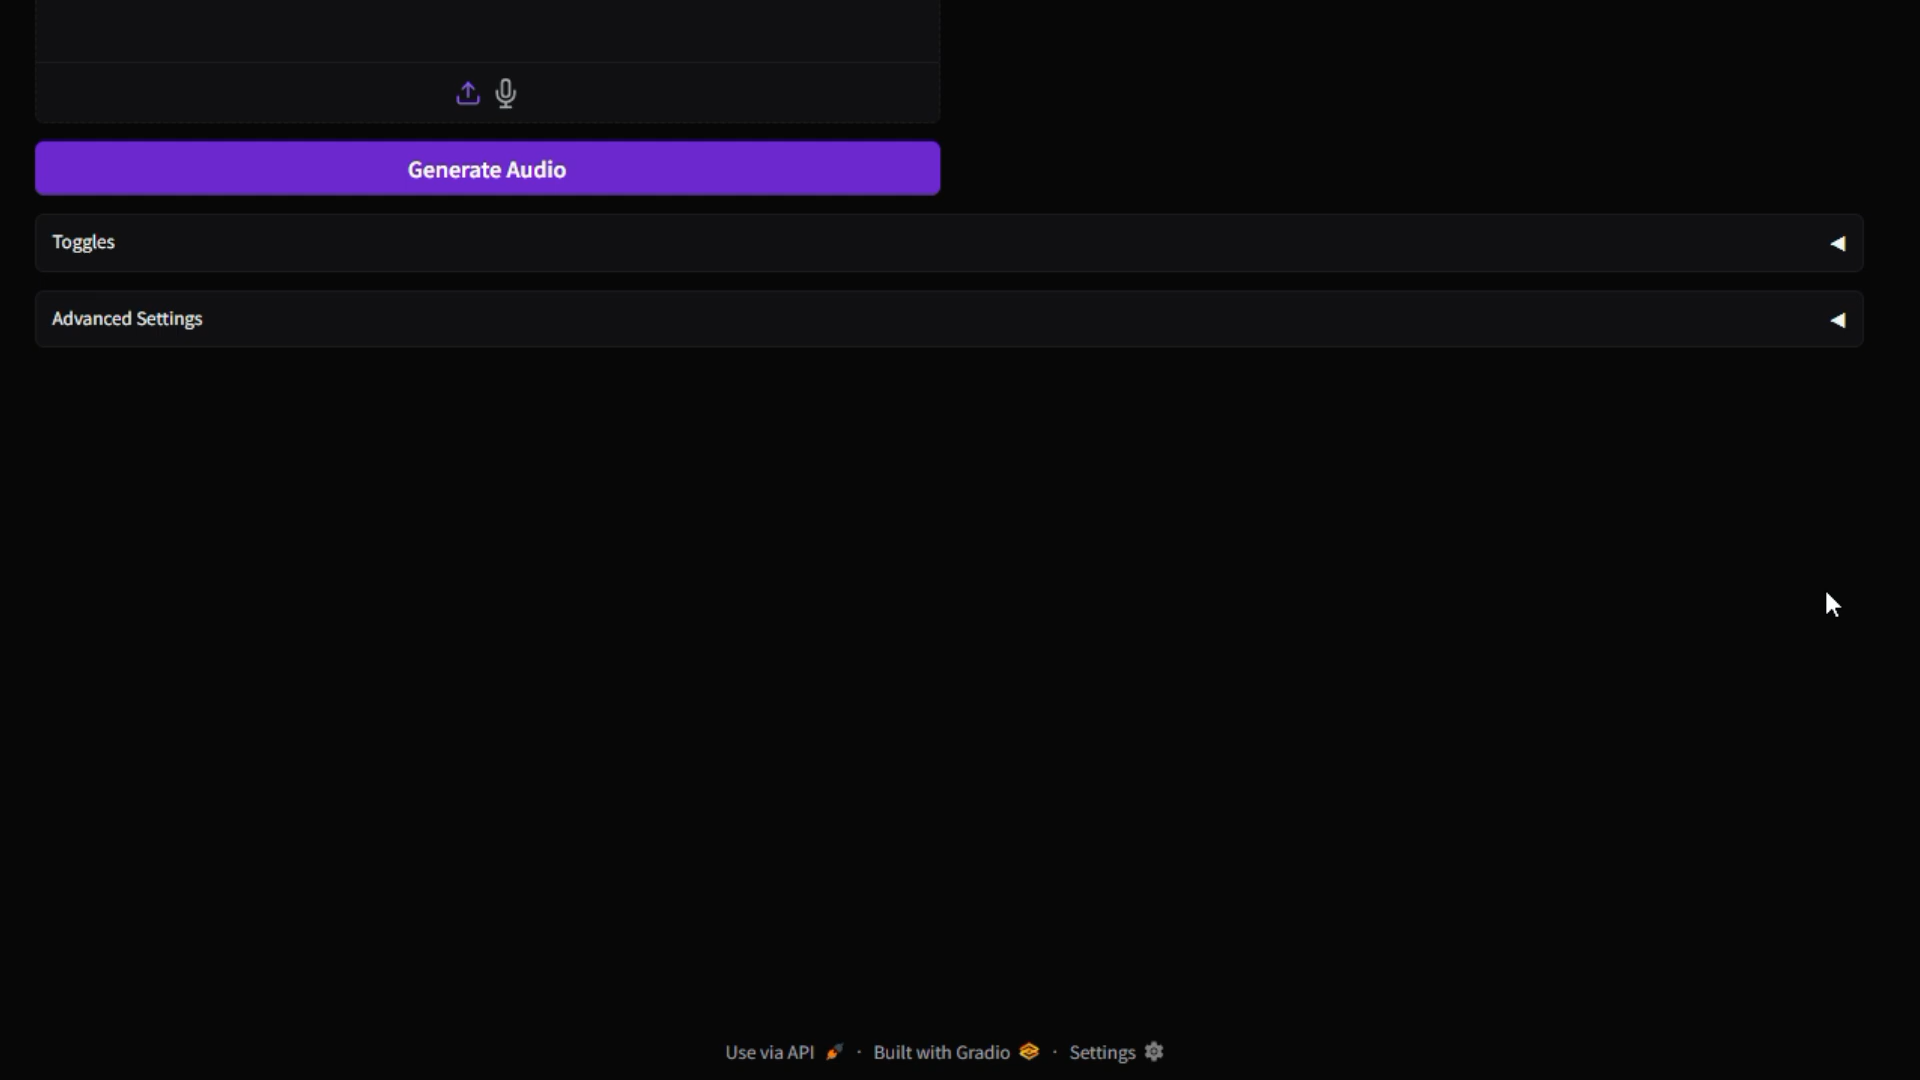 Generate Audio
Toggles
Advanced Settings
Use via API · Built with Gradio · Settings